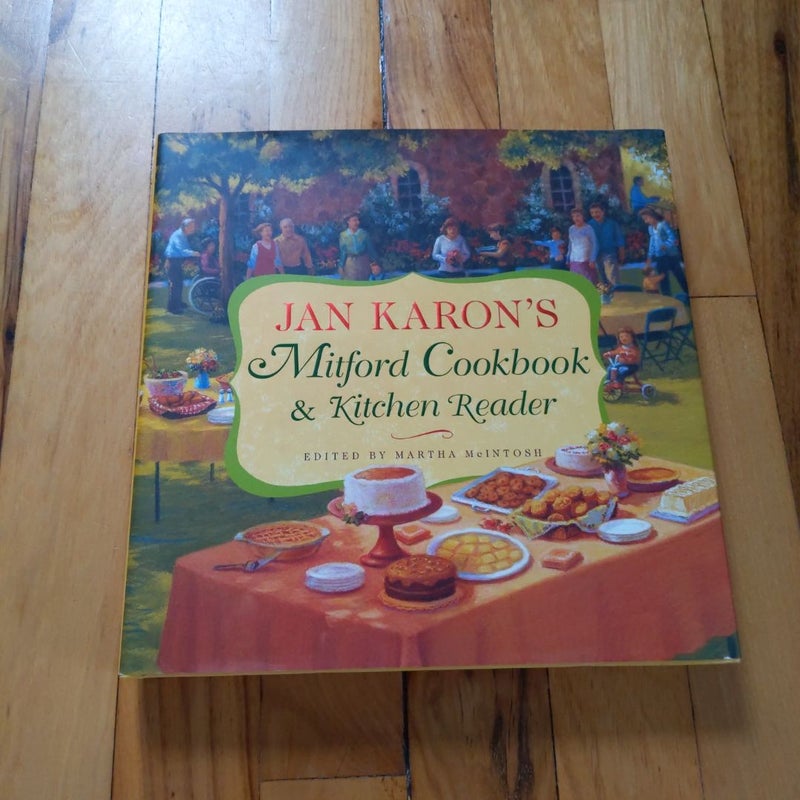 JAN KARON'S
Mitford Cookbook
& Kitchen Reader
EDITED BY MARTHA McINTOSH